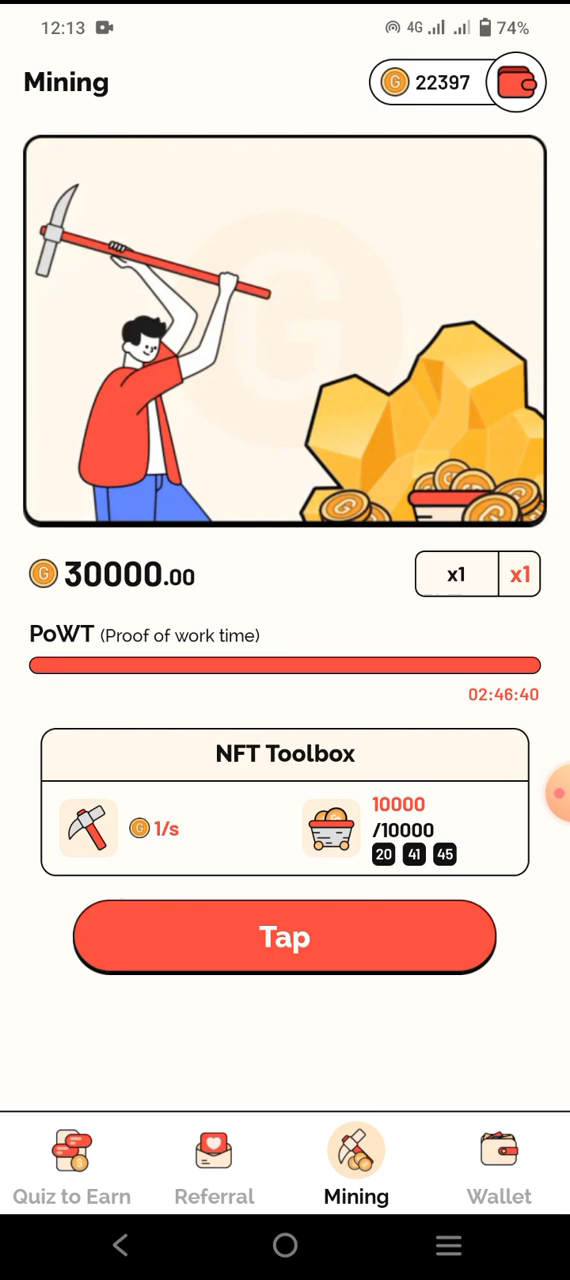 12:13 4G 74%
Mining
G 22397
G
G 30000.00 x1 x1
PoWT (Proof of work time)
02:46:40
NFT Toolbox
G 1/s
10000
/10000
20 41 45
Tap
Quiz to Earn Referral Mining Wallet